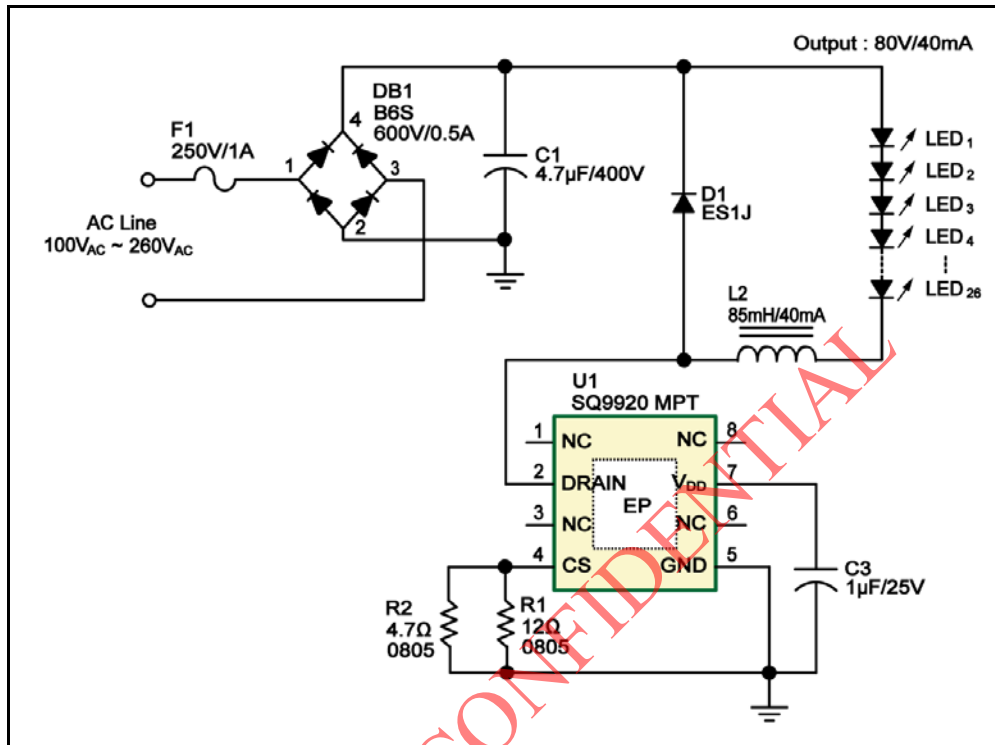 Output : 80V/40mA
DB1
B6S
600V/0.5A
4
F1
250V/1A
1
3
2
AC Line
100VAC ~ 260VAC
C1
4.7µF/400V
D1
ES1J
LED1
LED2
LED3
LED4
LED26
L2
85mH/40mA
U1
SQ9920 MPT
1
NC
NC
8
2
DRAIN
VDD
7
EP
3
NC
NC
6
4
CS
GND
5
C3
1µF/25V
R2
4.7Ω
0805
R1
12Ω
0805
CONFIDENTIAL